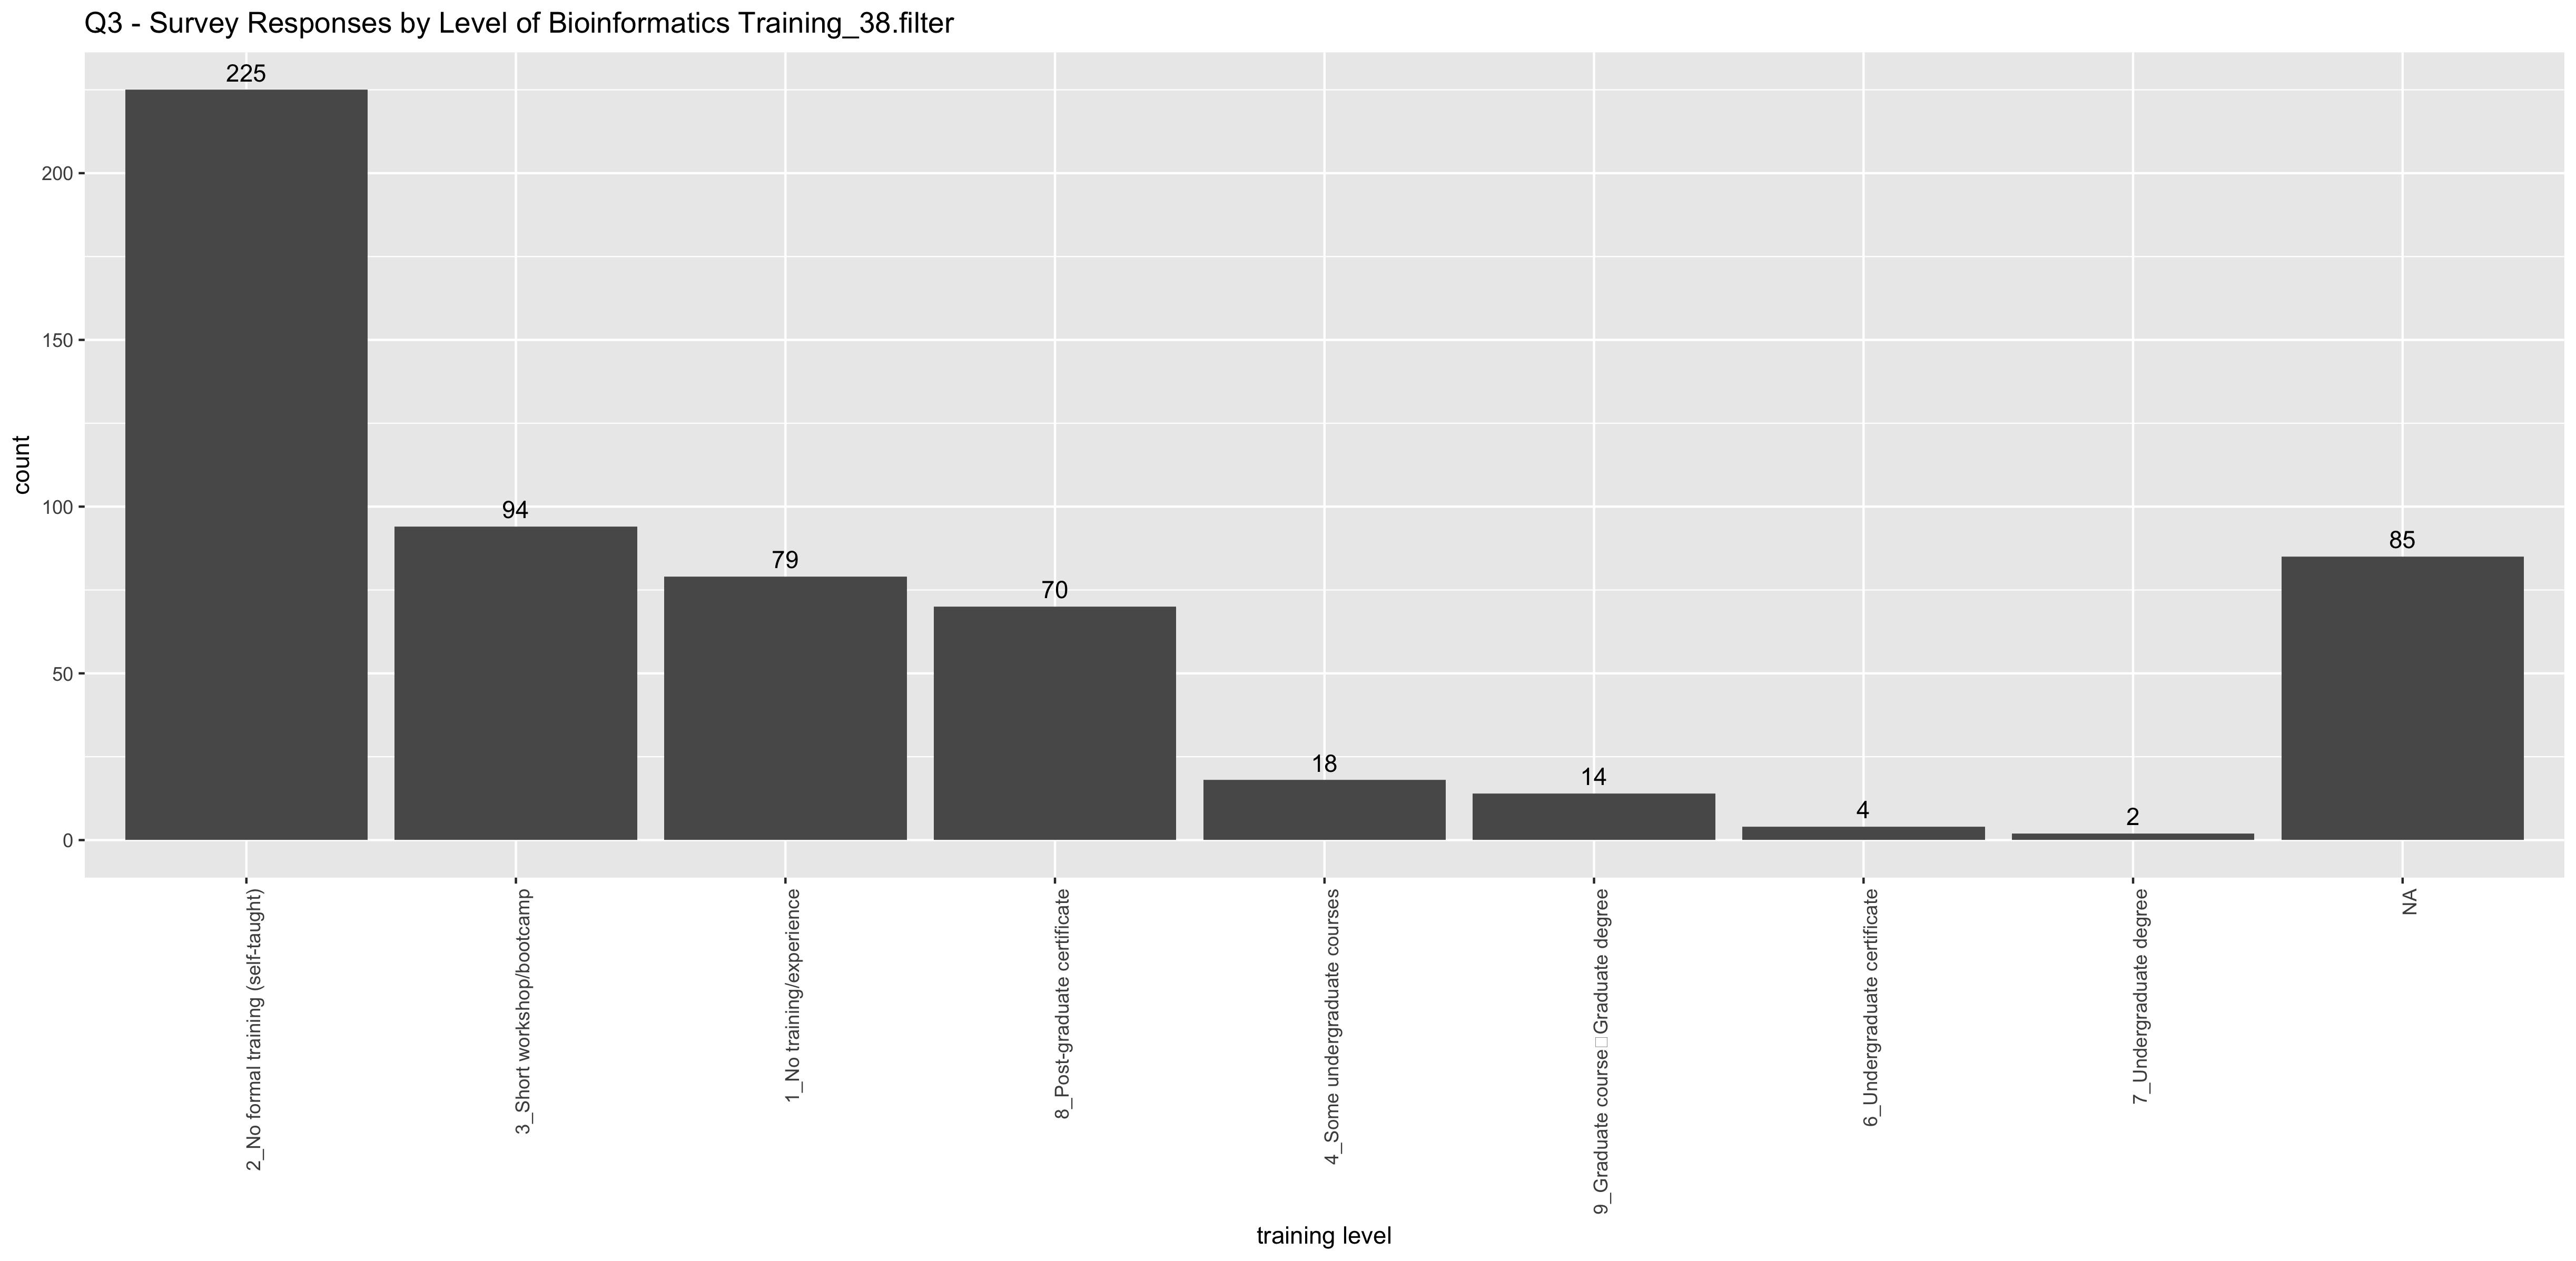 Q3 - Survey Responses by Level of Bioinformatics Training_38.filter
225
94
79
70
18
14
4
2
85
200
150
100
50
0
count
2_No formal training (self-taught)
3_Short workshop/bootcamp
1_No training/experience
8_Post-graduate certificate
4_Some undergraduate courses
9_Graduate course□Graduate degree
6_Undergraduate certificate
7_Undergraduate degree
NA
training level